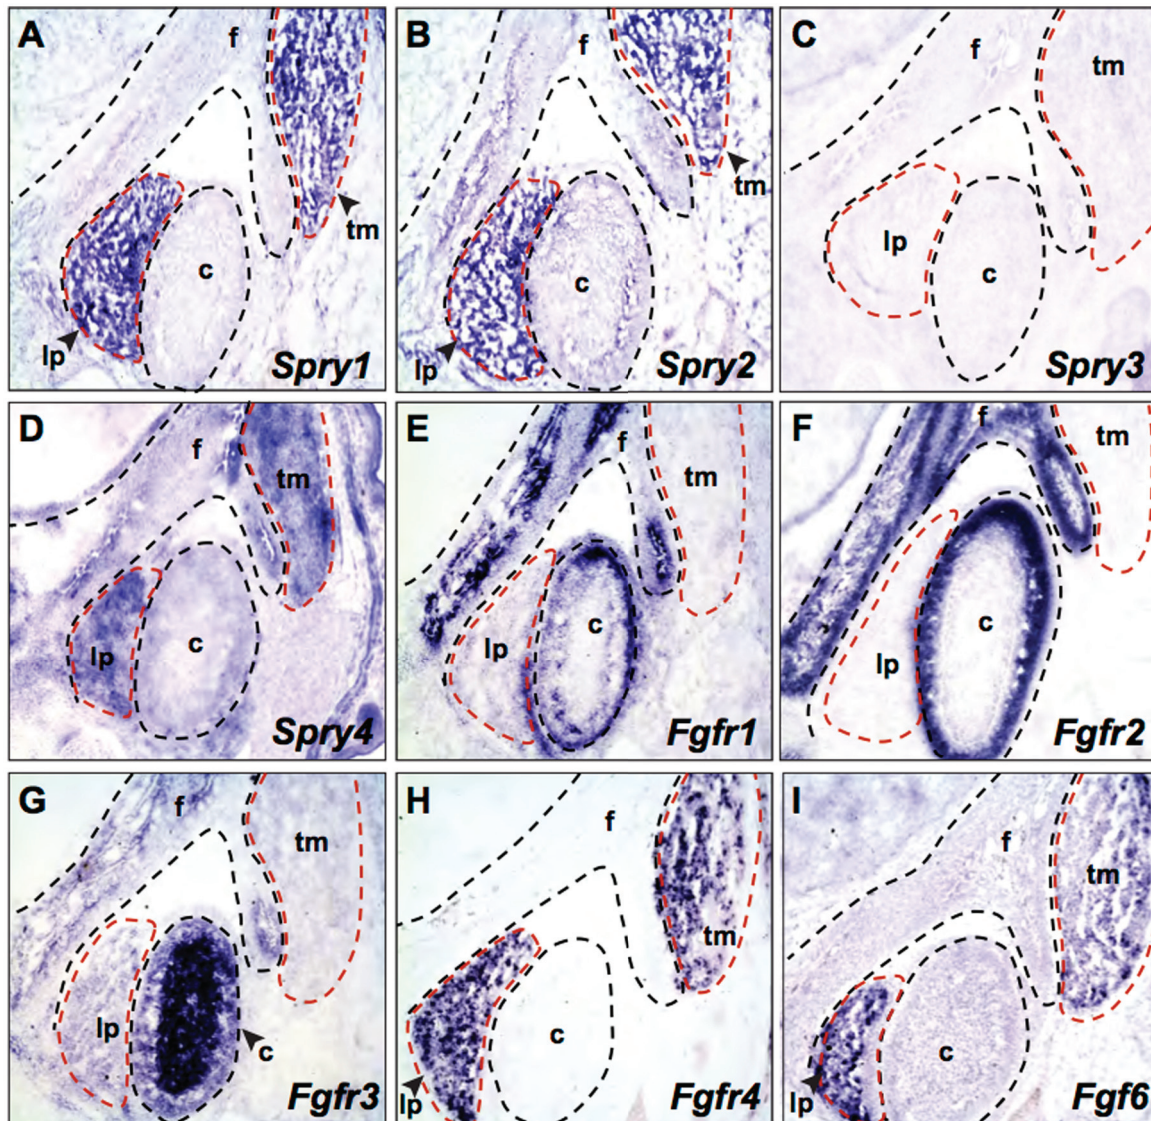 A f tm lp c Spry1
B f tm lp c Spry2
C f tm lp c Spry3
D f tm lp c Spry4
E f tm lp c Fgfr1
F f tm lp c Fgfr2
G f tm lp c c Fgfr3
H f tm lp c Fgfr4
I f tm lp c Fgf6